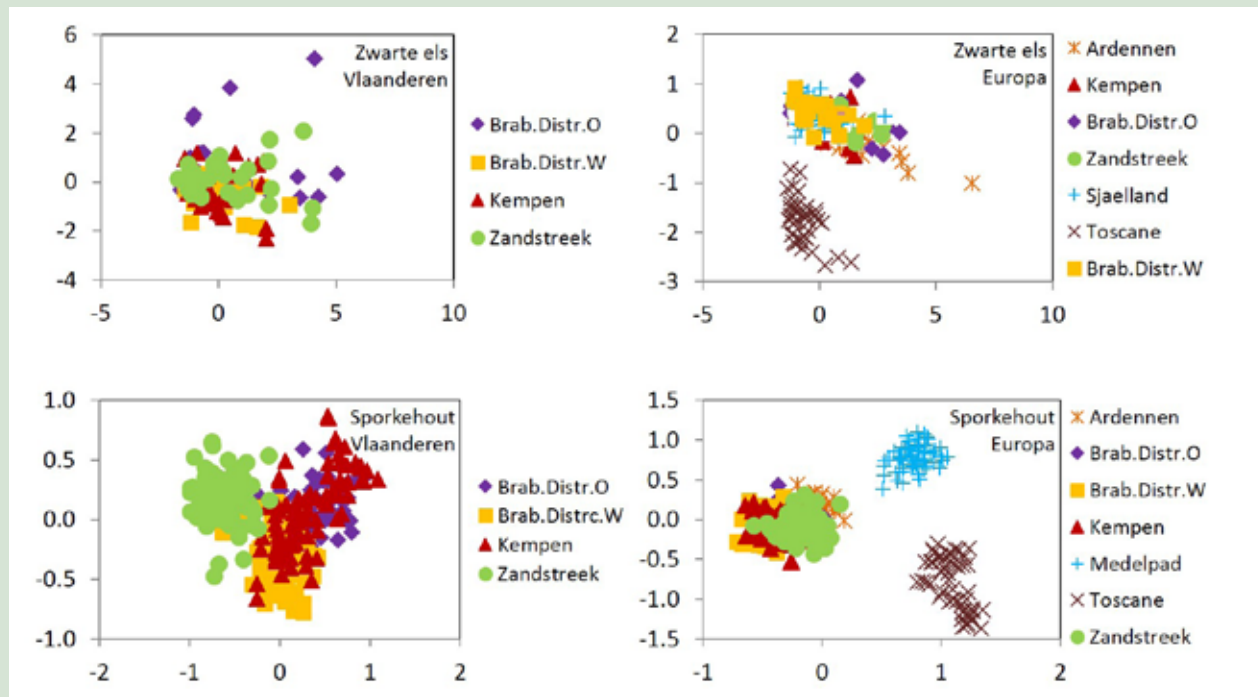 6
4
2
0
-2
-4
-5
0
5
10
Zwarte els
Vlaanderen
Brab.Distr.O
Brab.Distr.W
Kempen
Zandstreek
2
1
0
-1
-2
-3
-5
0
5
10
Zwarte els
Europa
Ardennen
Kempen
Brab.Distr.O
Zandstreek
Sjaelland
Toscane
Brab.Distr.W
1.0
0.5
0.0
-0.5
-1.0
-2
-1
0
1
2
Sporkehout
Vlaanderen
Brab.Distr.O
Brab.Distrc.W
Kempen
Zandstreek
1.5
1.0
0.5
0.0
-0.5
-1.0
-1.5
-1
0
1
2
Sporkehout
Europa
Ardennen
Brab.Distr.O
Brab.Distr.W
Kempen
Medelpad
Toscane
Zandstreek